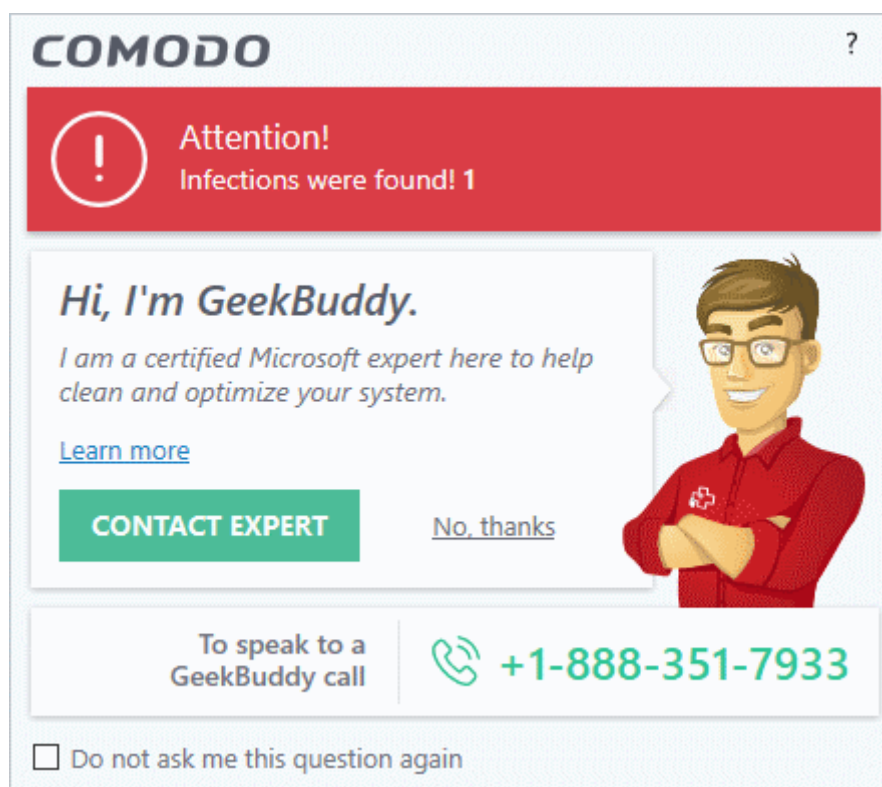 COMODO
?
Attention!
Infections were found! 1
Hi, I'm GeekBuddy.
I am a certified Microsoft expert here to help
clean and optimize your system.
Learn more
CONTACT EXPERT
No, thanks
To speak to a
GeekBuddy call
+1-888-351-7933
Do not ask me this question again